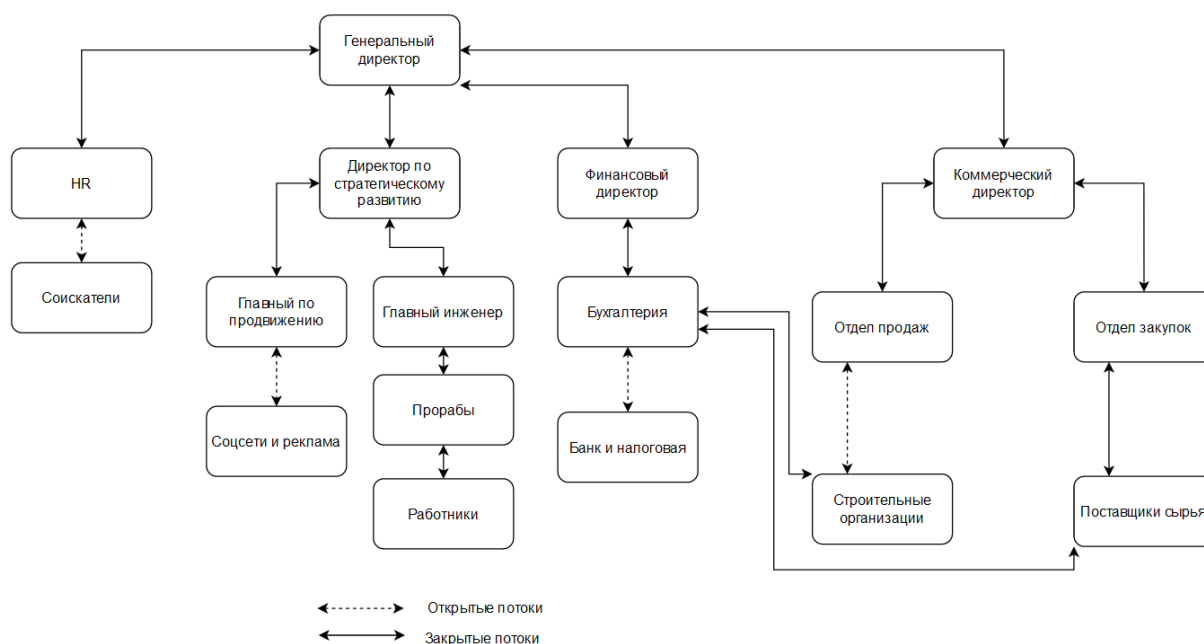 Генеральный
директор
HR
Директор по
стратегическому
развитию
Финансовый
директор
Коммерческий
директор
Соискатели
Главный по
продвижению
Главный инженер
Бухгалтерия
Отдел продаж
Отдел закупок
Соцсети и реклама
Прорабы
Банк и налоговая
Работники
Строительные
организации
Поставщики сырья
Открытые потоки
Закрытые потоки